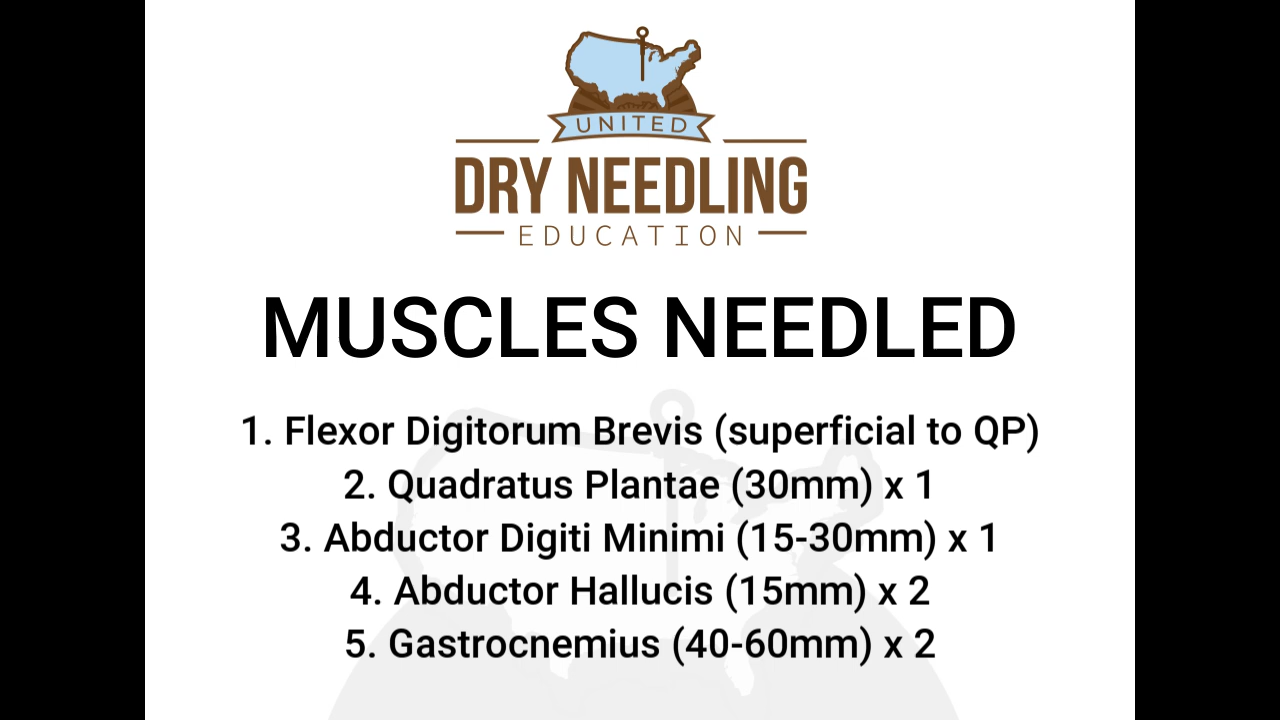 UNITED
DRY NEEDLING
EDUCATION
MUSCLES NEEDLED
1. Flexor Digitorum Brevis (superficial to QP)
2. Quadratus Plantae (30mm) x 1
3. Abductor Digiti Minimi (15-30mm) x 1
4. Abductor Hallucis (15mm) x 2
5. Gastrocnemius (40-60mm) x 2